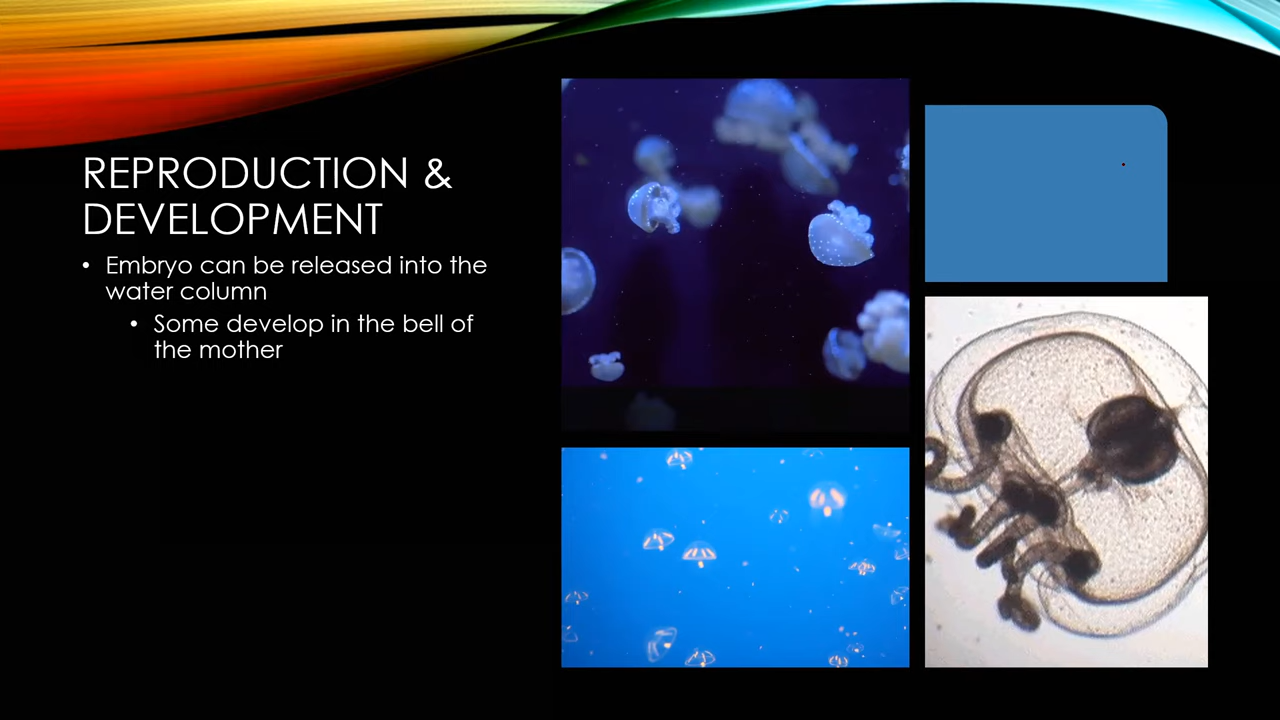 REPRODUCTION &
DEVELOPMENT
• Embryo can be released into the
water column
• Some develop in the bell of
the mother